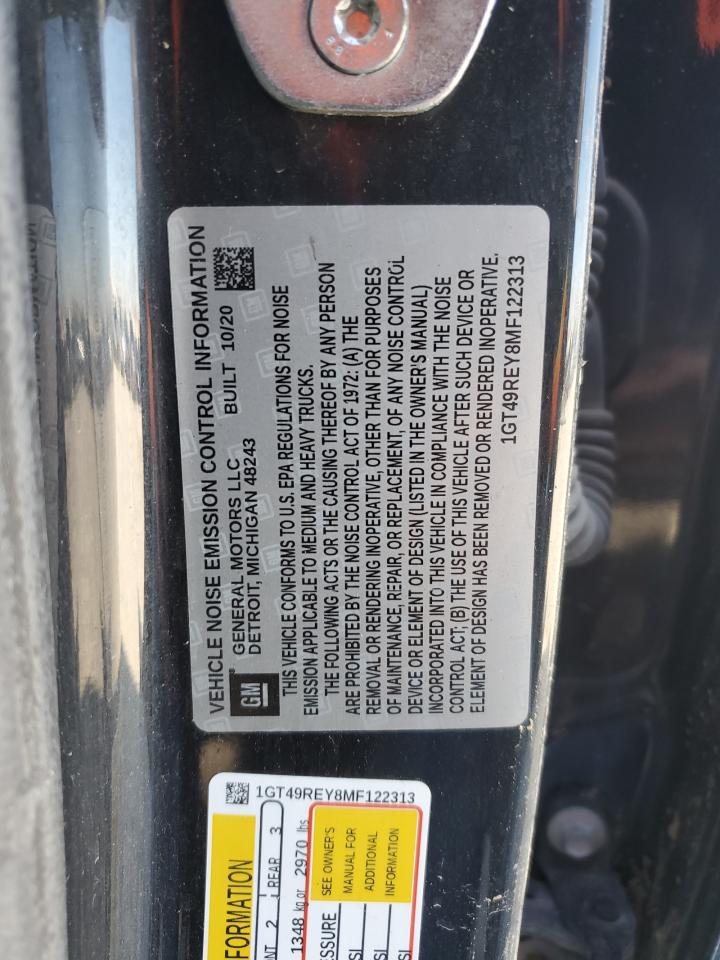 VEHICLE NOISE EMISSION CONTROL INFORMATION
GM
GENERAL MOTORS LLC
DETROIT, MICHIGAN 48243 BUILT 10/20
THIS VEHICLE CONFORMS TO U.S. EPA REGULATIONS FOR NOISE
EMISSION APPLICABLE TO MEDIUM AND HEAVY TRUCKS.
THE FOLLOWING ACTS OR THE CAUSING THEREOF BY ANY PERSON
ARE PROHIBITED BY THE NOISE CONTROL ACT OF 1972: (A) THE
REMOVAL OR RENDERING INOPERATIVE, OTHER THAN FOR PURPOSES
OF MAINTENANCE, REPAIR, OR REPLACEMENT, OF ANY NOISE CONTROL
DEVICE OR ELEMENT OF DESIGN (LISTED IN THE OWNER'S MANUAL)
INCORPORATED INTO THIS VEHICLE IN COMPLIANCE WITH THE NOISE
CONTROL ACT; (B) THE USE OF THIS VEHICLE AFTER SUCH DEVICE OR
ELEMENT OF DESIGN HAS BEEN REMOVED OR RENDERED INOPERATIVE.
1GT49REY8MF122313
1GT49REY8MF122313
FORMATION
NT 2 REAR 3
1348 kg or 2970 lbs
SSURE
SEE OWNER'S
MANUAL FOR
ADDITIONAL
INFORMATION
SI
SI
SI